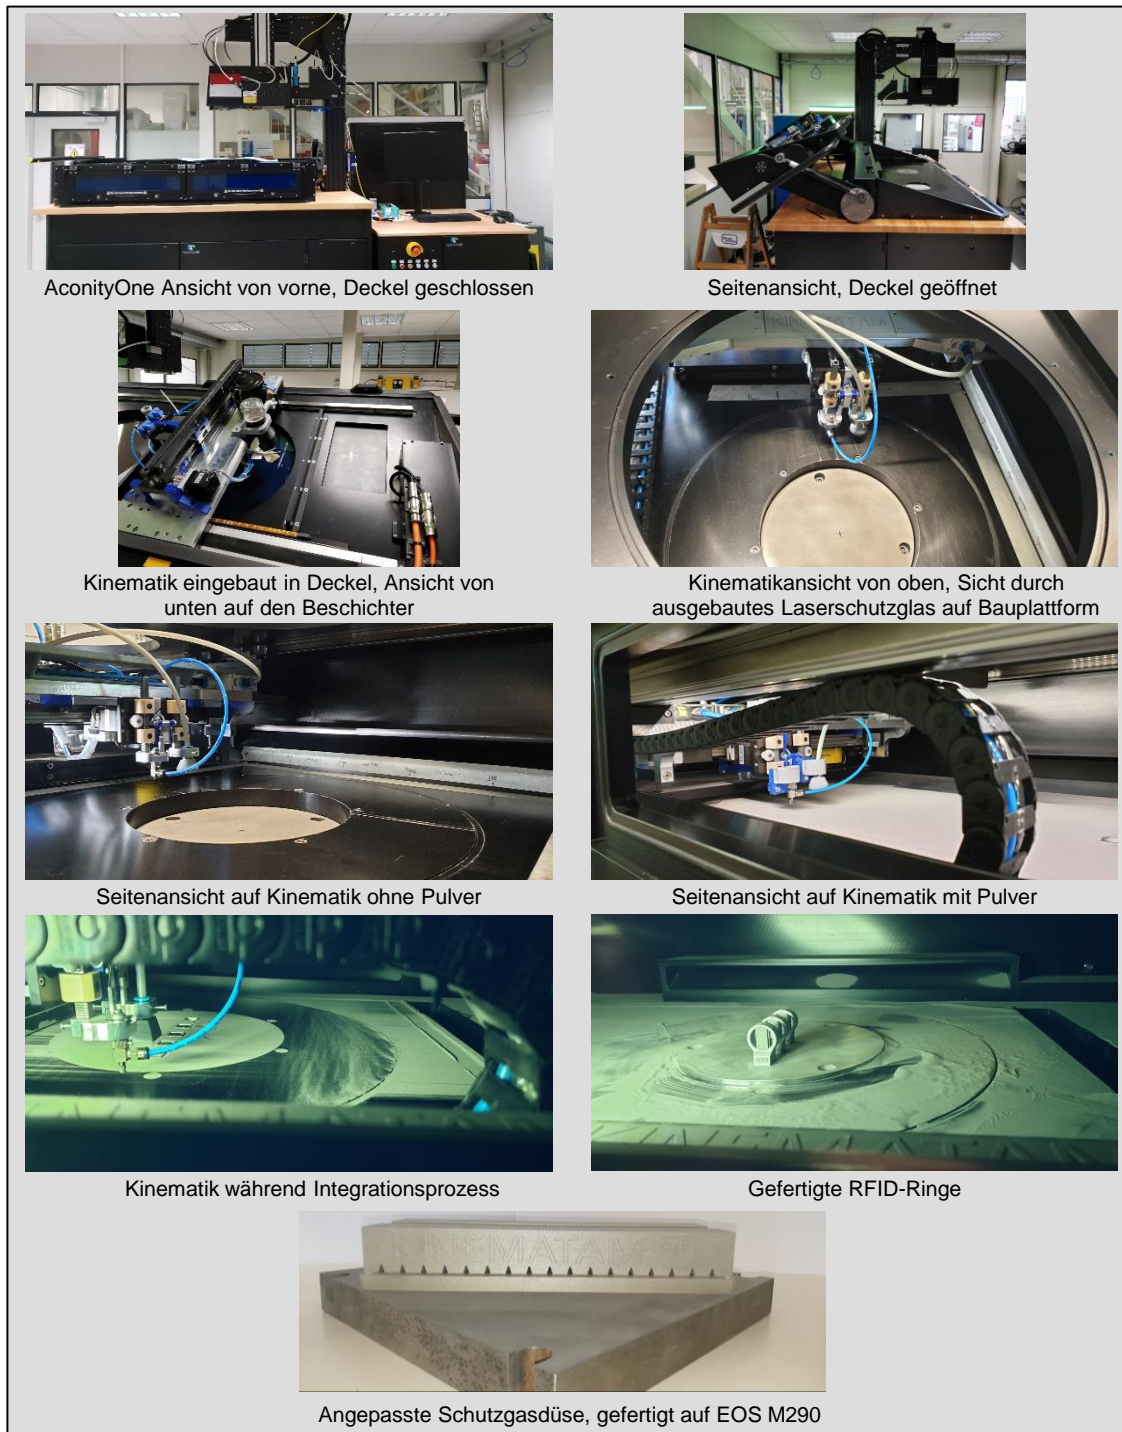 AconityOne Ansicht von vorne, Deckel geschlossen
Seitenansicht, Deckel geöffnet
KINEMATAM
Kinematik eingebaut in Deckel, Ansicht von
unten auf den Beschichter
Kinematikansicht von oben, Sicht durch
ausgebautes Laserschutzglas auf Bauplattform
Seitenansicht auf Kinematik ohne Pulver
Seitenansicht auf Kinematik mit Pulver
Kinematik während Integrationsprozess
Gefertigte RFID-Ringe
KINEMATAM
Angepasste Schutzgasdüse, gefertigt auf EOS M290